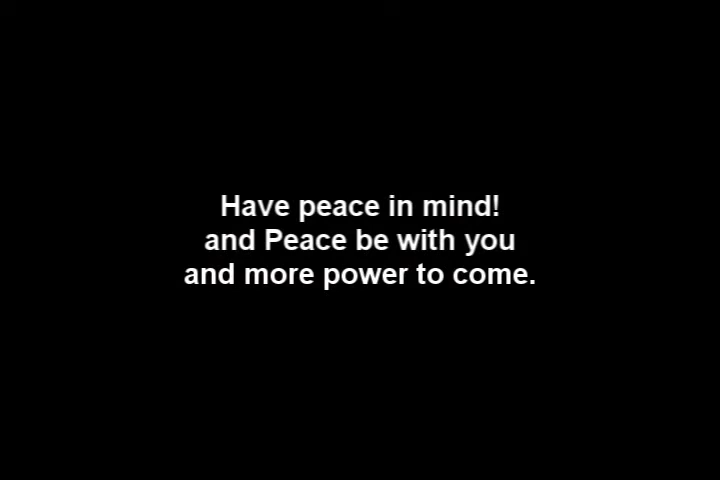 Have peace in mind!
and Peace be with you
and more power to come.